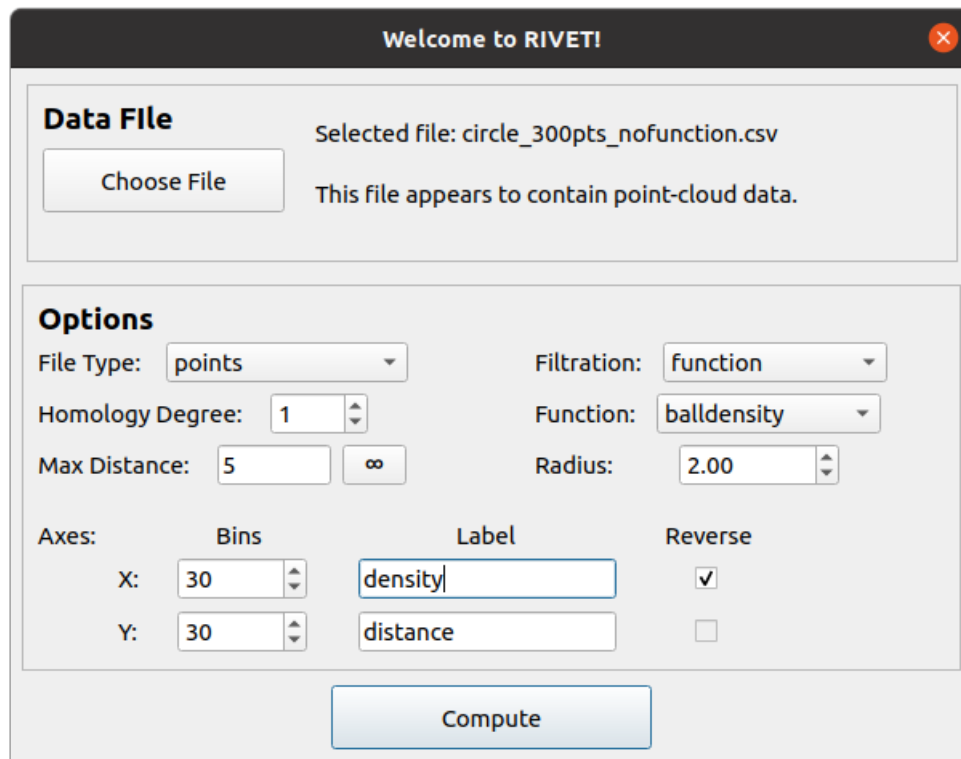 Welcome to RIVET!
Data FIle
Selected file: circle_300pts_nofunction.csv
Choose File
This file appears to contain point-cloud data.
Options
File Type: points Filtration: function
Homology Degree: 1 Function: balldensity
Max Distance: 5 ∞ Radius: 2.00
Axes: Bins Label Reverse
X: 30 density
Y: 30 distance
Compute